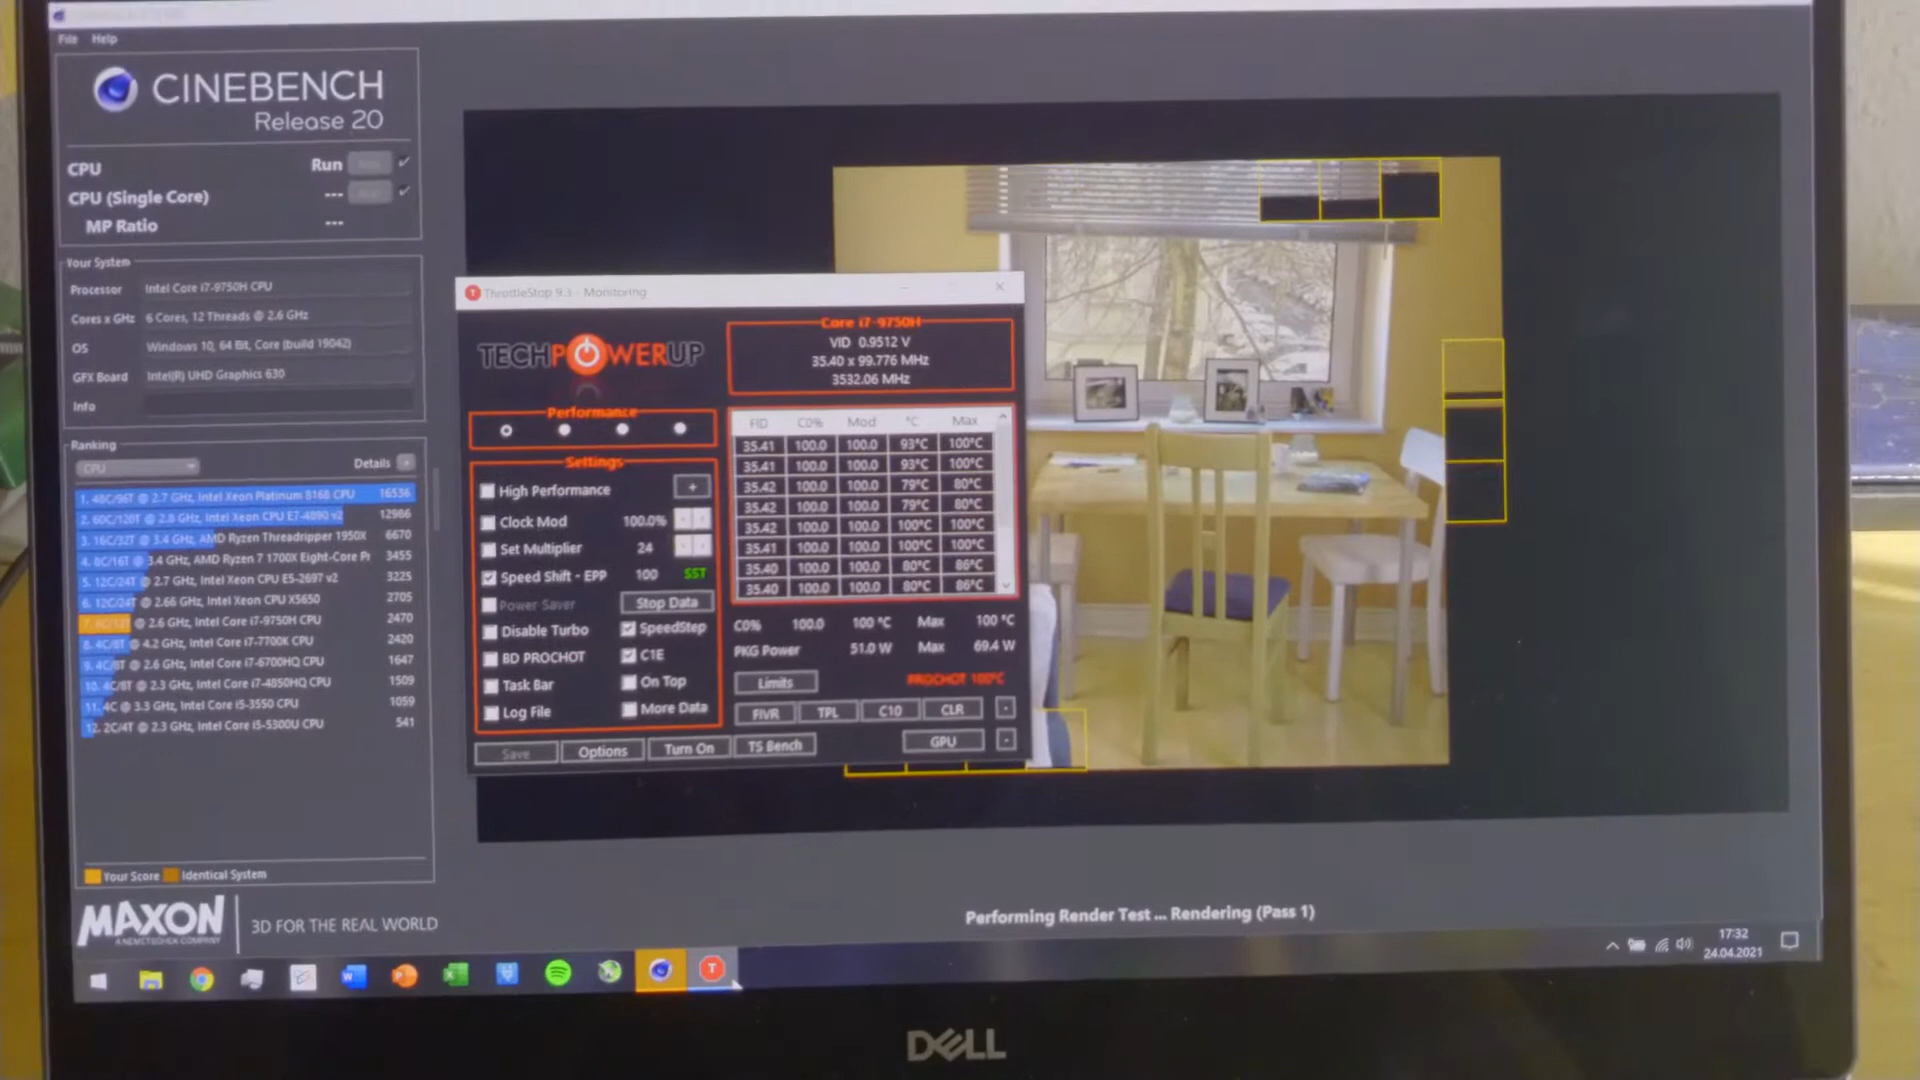 File Help
CINEBENCH
Release 20
CPU Run
CPU (Single Core) ---
MP Ratio ---
Your System
Processor Intel Core i7-9750H CPU
Cores x GHz 6 Cores, 12 Threads @ 2.6 GHz
OS Windows 10, 64 Bit, Core (build 19042)
GFX Board Intel(R) UHD Graphics 630
Info
Ranking
CPU Details
1. 48C/96T @ 2.7 GHz, Intel Xeon Platinum 8168 CPU 16536
2. 60C/120T @ 2.8 GHz, Intel Xeon CPU E7-4890 v2 12986
3. 16C/32T @ 3.4 GHz, AMD Ryzen Threadripper 1950X 6670
4. 8C/16T @ 3.4 GHz, AMD Ryzen 7 1700X Eight-Core Pr 3455
5. 12C/24T @ 2.7 GHz, Intel Xeon CPU E5-2697 v2 3225
6. 12C/24T @ 2.66 GHz, Intel Xeon CPU X5650 2705
7. 6C/12T @ 2.6 GHz, Intel Core i7-9750H CPU 2470
8. 4C/8T @ 4.2 GHz, Intel Core i7-7700K CPU 2420
9. 4C/8T @ 2.6 GHz, Intel Core i7-6700HQ CPU 1647
10. 4C/8T @ 2.3 GHz, Intel Core i7-4850HQ CPU 1509
11. 4C @ 3.3 GHz, Intel Core i5-3550 CPU 1059
12. 2C/4T @ 2.3 GHz, Intel Core i5-5300U CPU 541
Your Score Identical System
MAXON
A NEMETSCHEK COMPANY
3D FOR THE REAL WORLD
ThrottleStop 9.3 - Monitoring
TECHPOWERUP
Core i7-9750H
VID 0.9512 V
35.40 x 99.776 MHz
3532.06 MHz
Performance
Settings
High Performance +
Clock Mod 100.0%
Set Multiplier 24
Speed Shift - EPP 100 SST
Power Saver Stop Data
Disable Turbo SpeedStep
BD PROCHOT C1E
Task Bar On Top
Log File More Data
Save Options Turn On TS Bench
FID C0% Mod °C Max
35.41 100.0 100.0 93°C 100°C
35.41 100.0 100.0 93°C 100°C
35.42 100.0 100.0 79°C 80°C
35.42 100.0 100.0 79°C 80°C
35.42 100.0 100.0 100°C 100°C
35.41 100.0 100.0 100°C 100°C
35.40 100.0 100.0 80°C 86°C
35.40 100.0 100.0 80°C 86°C
C0% 100.0 100 °C Max 100 °C
PKG Power 51.0 W Max 69.4 W
Limits PROCHOT 100°C
FIVR TPL C10 CLR
GPU
Performing Render Test ... Rendering (Pass 1)
17:32
24.04.2021
DELL